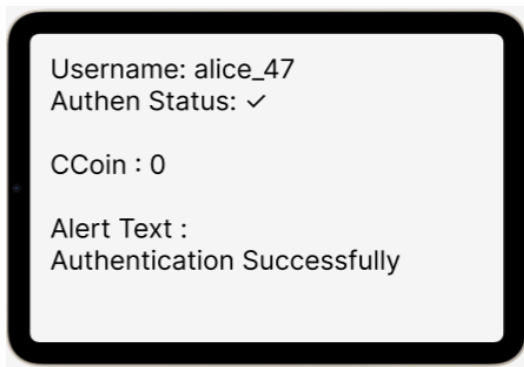 Username: alice_47
Authen Status: ✓
CCoin : 0
Alert Text :
Authentication Successfully